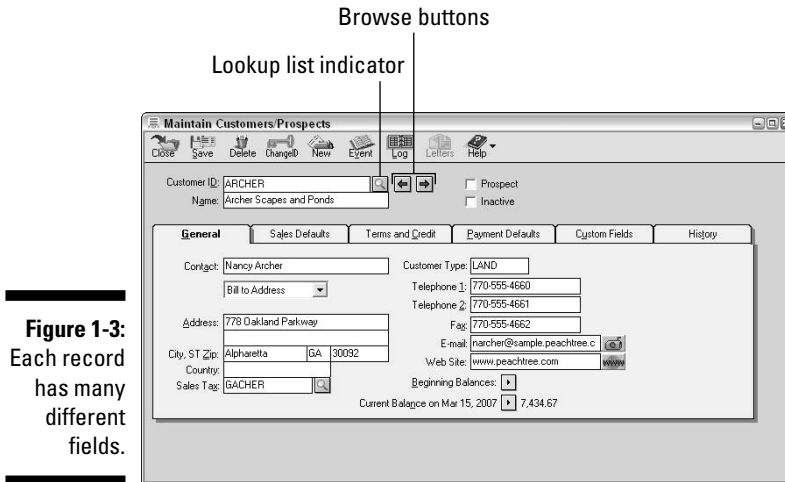 Browse buttons
Lookup list indicator
Maintain Customers/Prospects
Close Save Delete ChangeID New Event Log Letters Help
Customer ID: ARCHER
Prospect
Name: Archer Scapes and Ponds
Inactive
General Sales Defaults Terms and Credit Payment Defaults Custom Fields History
Contact: Nancy Archer
Customer Type: LAND
Bill to Address
Telephone 1: 770-555-4660
Telephone 2: 770-555-4661
Address: 778 Oakland Parkway
Fax: 770-555-4662
E-mail: narcher@sample.peachtree.c
City, ST Zip: Alpharetta GA 30092
Web Site: www.peachtree.com
www
Country:
Sales Tax: GACHER
Beginning Balances:
Current Balance on Mar 15, 2007 7,434.67
Figure 1-3:
Each record
has many
different
fields.